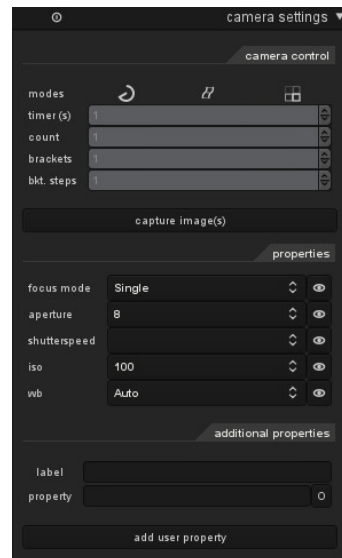 camera settings
camera control
modes
timer (s) 1
count 1
brackets 1
bkt. steps 1
capture image(s)
properties
focus mode Single
aperture 8
shutterspeed
iso 100
wb Auto
additional properties
label
property O
add user property